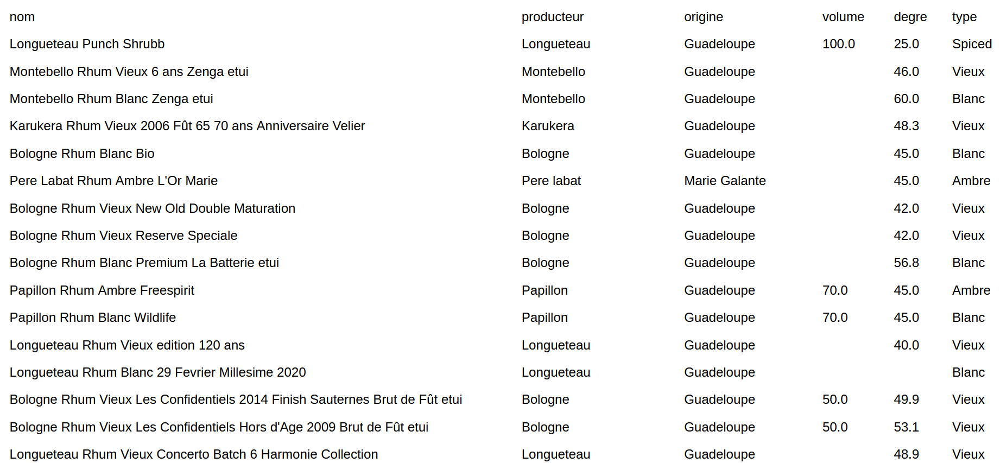 nom producteur origine volume degre type
Longueteau Punch Shrubb Longueteau Guadeloupe 100.0 25.0 Spiced
Montebello Rhum Vieux 6 ans Zenga etui Montebello Guadeloupe 46.0 Vieux
Montebello Rhum Blanc Zenga etui Montebello Guadeloupe 60.0 Blanc
Karukera Rhum Vieux 2006 Fût 65 70 ans Anniversaire Velier Karukera Guadeloupe 48.3 Vieux
Bologne Rhum Blanc Bio Bologne Guadeloupe 45.0 Blanc
Pere Labat Rhum Ambre L'Or Marie Pere labat Marie Galante 45.0 Ambre
Bologne Rhum Vieux New Old Double Maturation Bologne Guadeloupe 42.0 Vieux
Bologne Rhum Vieux Reserve Speciale Bologne Guadeloupe 42.0 Vieux
Bologne Rhum Blanc Premium La Batterie etui Bologne Guadeloupe 56.8 Blanc
Papillon Rhum Ambre Freespirit Papillon Guadeloupe 70.0 45.0 Ambre
Papillon Rhum Blanc Wildlife Papillon Guadeloupe 70.0 45.0 Blanc
Longueteau Rhum Vieux edition 120 ans Longueteau Guadeloupe 40.0 Vieux
Longueteau Rhum Blanc 29 Fevrier Millesime 2020 Longueteau Guadeloupe Blanc
Bologne Rhum Vieux Les Confidentiels 2014 Finish Sauternes Brut de Fût etui Bologne Guadeloupe 50.0 49.9 Vieux
Bologne Rhum Vieux Les Confidentiels Hors d'Age 2009 Brut de Fût etui Bologne Guadeloupe 50.0 53.1 Vieux
Longueteau Rhum Vieux Concerto Batch 6 Harmonie Collection Longueteau Guadeloupe 48.9 Vieux